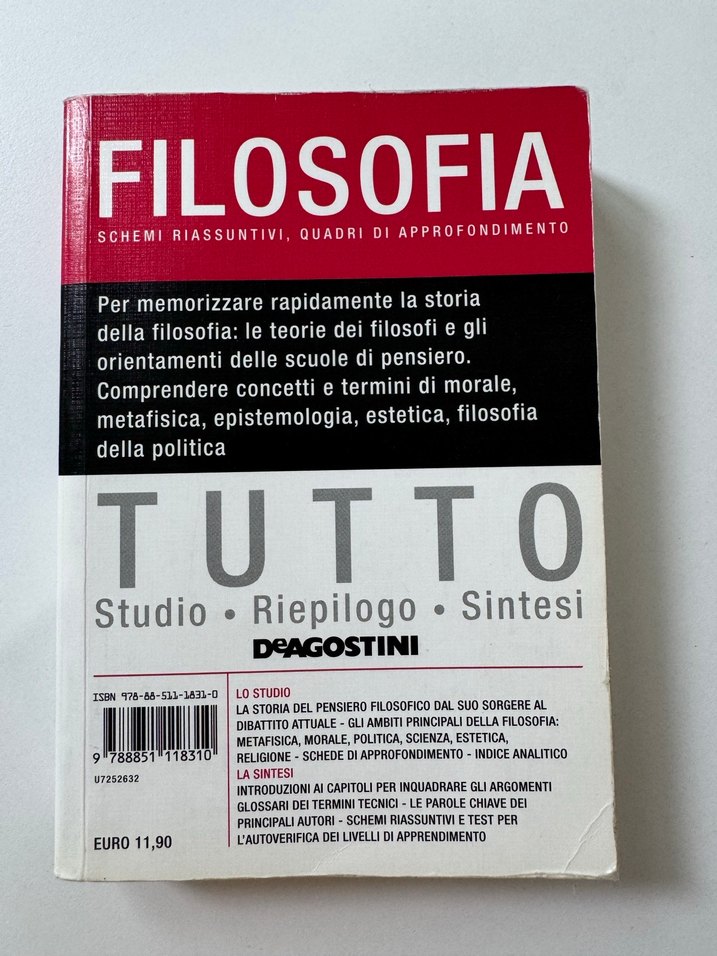 FILOSOFIA
SCHEMI RIASSUNTIVI, QUADRI DI APPROFONDIMENTO
Per memorizzare rapidamente la storia
della filosofia: le teorie dei filosofi e gli
orientamenti delle scuole di pensiero.
Comprendere concetti e termini di morale,
metafisica, epistemologia, estetica, filosofia
della politica
TUTTO
Studio • Riepilogo • Sintesi
DeAGOSTINI
ISBN 978-88-511-1831-0
9 788851 118310
U7252632
EURO 11,90
LO STUDIO
LA STORIA DEL PENSIERO FILOSOFICO DAL SUO SORGERE AL
DIBATTITO ATTUALE - GLI AMBITI PRINCIPALI DELLA FILOSOFIA:
METAFISICA, MORALE, POLITICA, SCIENZA, ESTETICA,
RELIGIONE - SCHEDE DI APPROFONDIMENTO - INDICE ANALITICO
LA SINTESI
INTRODUZIONI AI CAPITOLI PER INQUADRARE GLI ARGOMENTI
GLOSSARI DEI TERMINI TECNICI - LE PAROLE CHIAVE DEI
PRINCIPALI AUTORI - SCHEMI RIASSUNTIVI E TEST PER
L'AUTOVERIFICA DEI LIVELLI DI APPRENDIMENTO